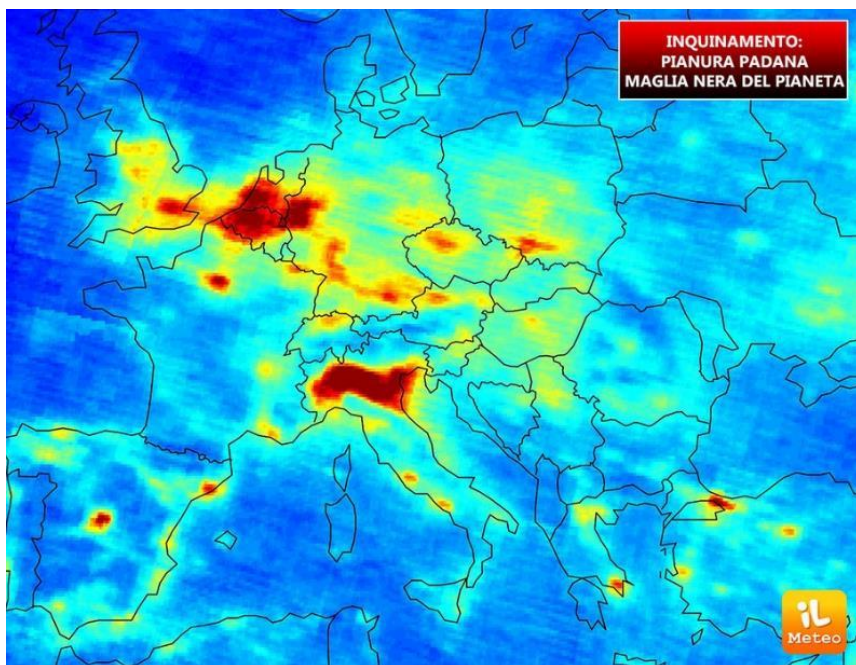 INQUINAMENTO:
PIANURA PADANA
MAGLIA NERA DEL PIANETA
iL
Meteo